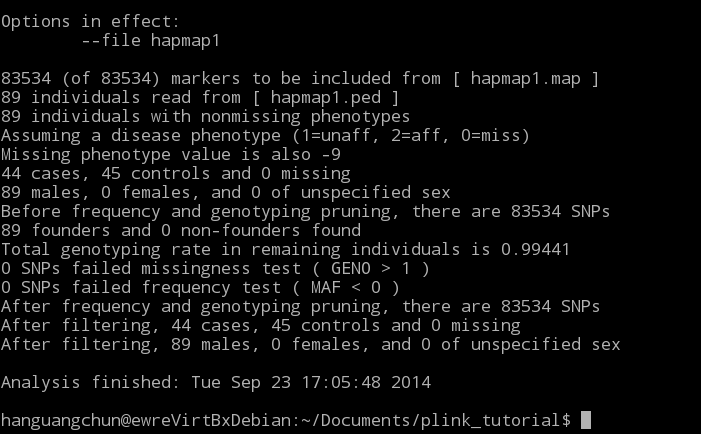 Options in effect:
        --file hapmap1

83534 (of 83534) markers to be included from [ hapmap1.map ]
89 individuals read from [ hapmap1.ped ]
89 individuals with nonmissing phenotypes
Assuming a disease phenotype (1=unaff, 2=aff, 0=miss)
Missing phenotype value is also -9
44 cases, 45 controls and 0 missing
89 males, 0 females, and 0 of unspecified sex
Before frequency and genotyping pruning, there are 83534 SNPs
89 founders and 0 non-founders found
Total genotyping rate in remaining individuals is 0.99441
0 SNPs failed missingness test ( GENO > 1 )
0 SNPs failed frequency test ( MAF < 0 )
After frequency and genotyping pruning, there are 83534 SNPs
After filtering, 44 cases, 45 controls and 0 missing
After filtering, 89 males, 0 females, and 0 of unspecified sex

Analysis finished: Tue Sep 23 17:05:48 2014

hanguangchun@ewreVirtBxDebian:~/Documents/plink_tutorial$